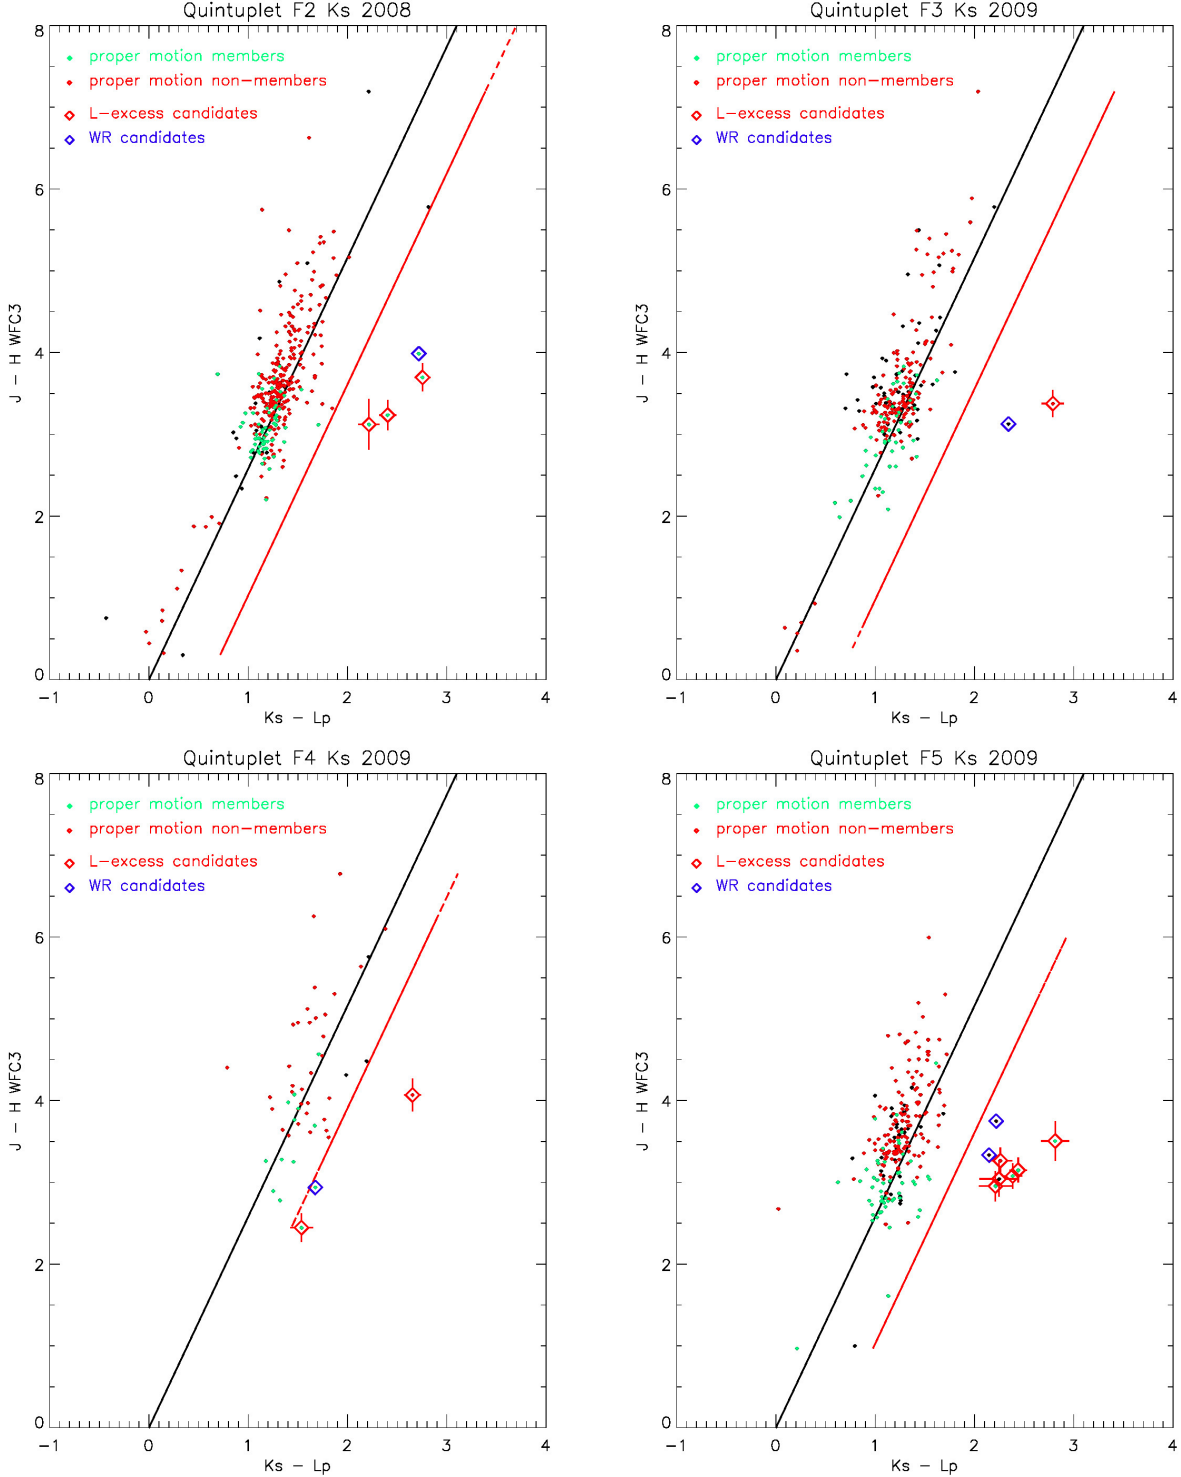 Quintuplet F2 Ks 2008
proper motion members
proper motion non-members
L-excess candidates
WR candidates
8
6
4
2
0
J - H WFC3
-1 0 1 2 3 4
Ks - Lp
Quintuplet F3 Ks 2009
proper motion members
proper motion non-members
L-excess candidates
WR candidates
8
6
4
2
0
J - H WFC3
-1 0 1 2 3 4
Ks - Lp
Quintuplet F4 Ks 2009
proper motion members
proper motion non-members
L-excess candidates
WR candidates
8
6
4
2
0
J - H WFC3
-1 0 1 2 3 4
Ks - Lp
Quintuplet F5 Ks 2009
proper motion members
proper motion non-members
L-excess candidates
WR candidates
8
6
4
2
0
J - H WFC3
-1 0 1 2 3 4
Ks - Lp